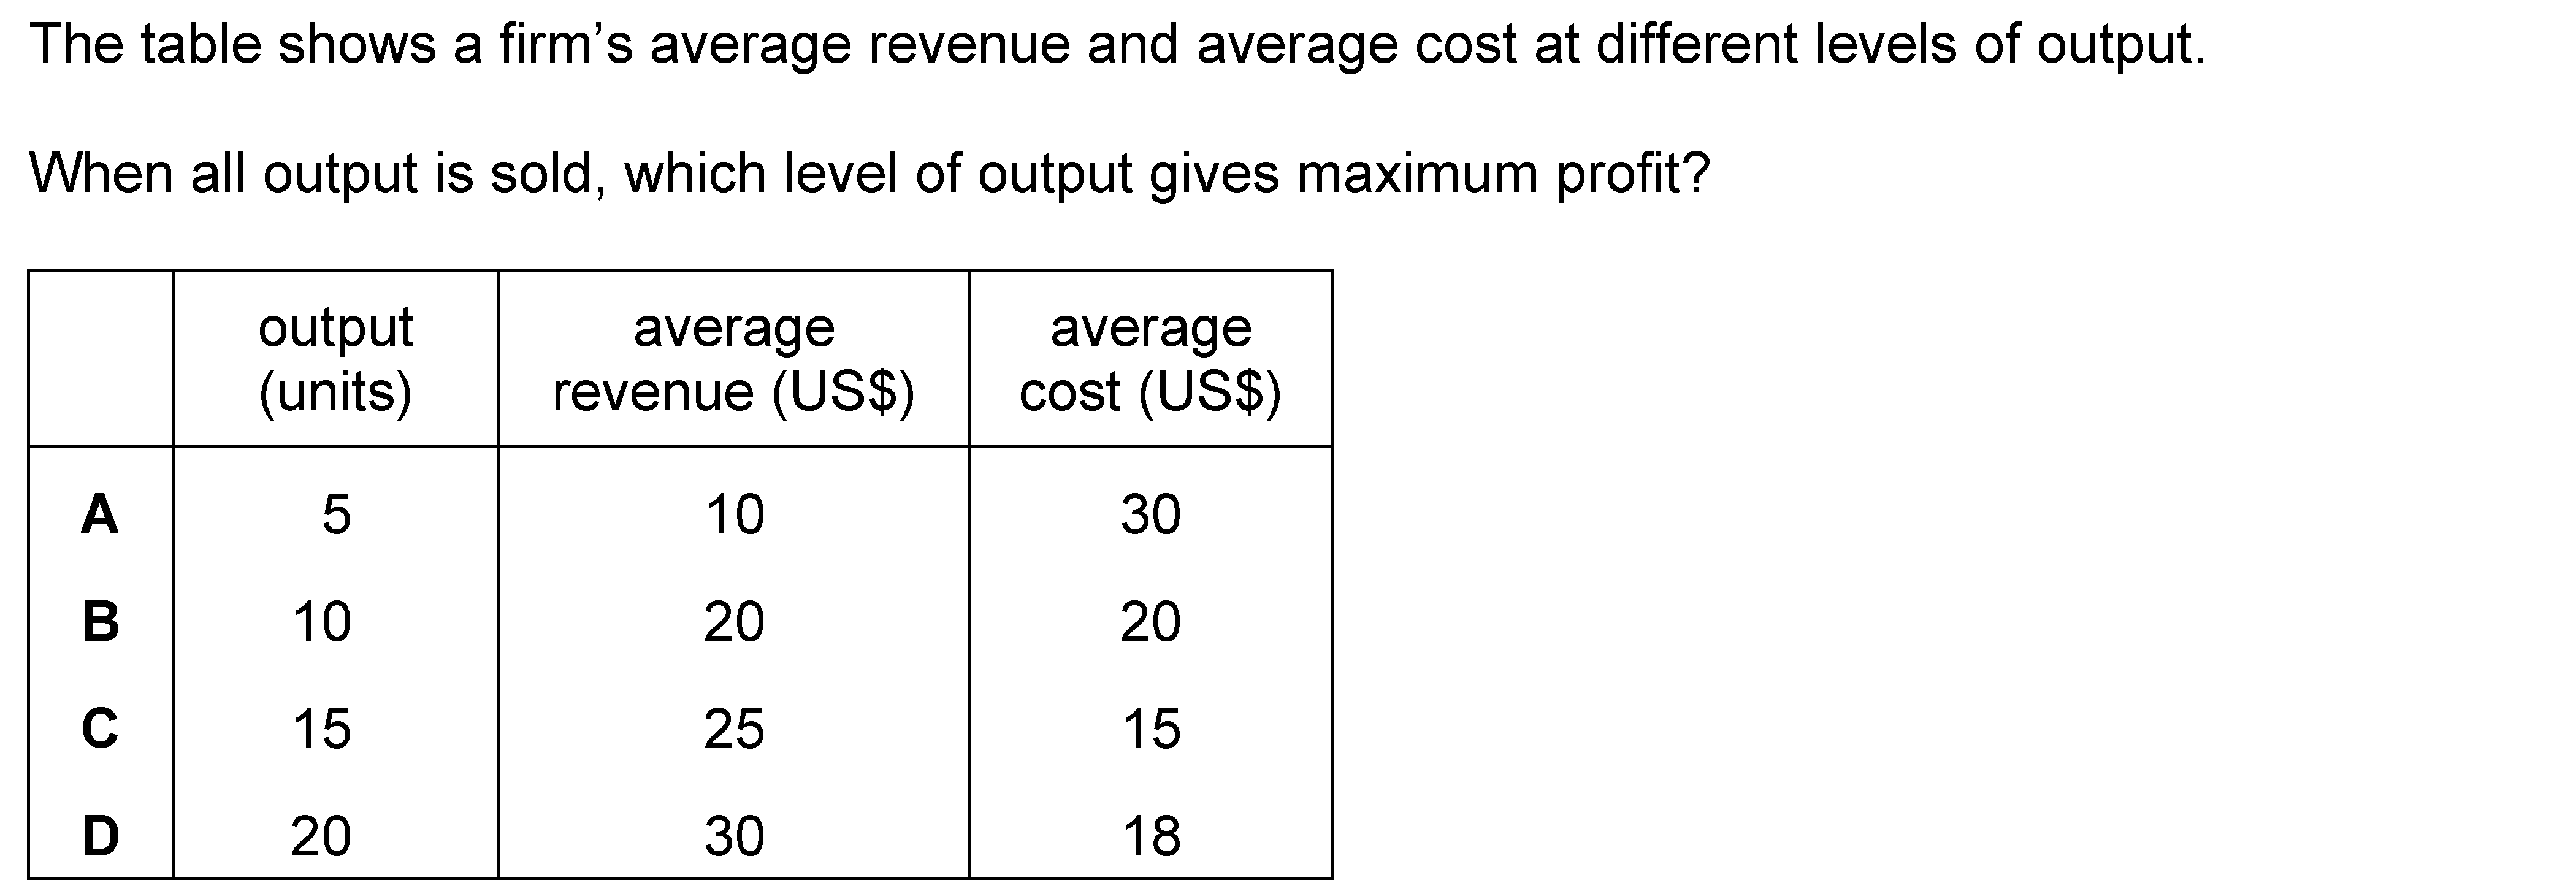 The table shows a firm’s average revenue and average cost at different levels of output.
When all output is sold, which level of output gives maximum profit?
output (units) average revenue (US$) average cost (US$)
A 5 10 30
B 10 20 20
C 15 25 15
D 20 30 18